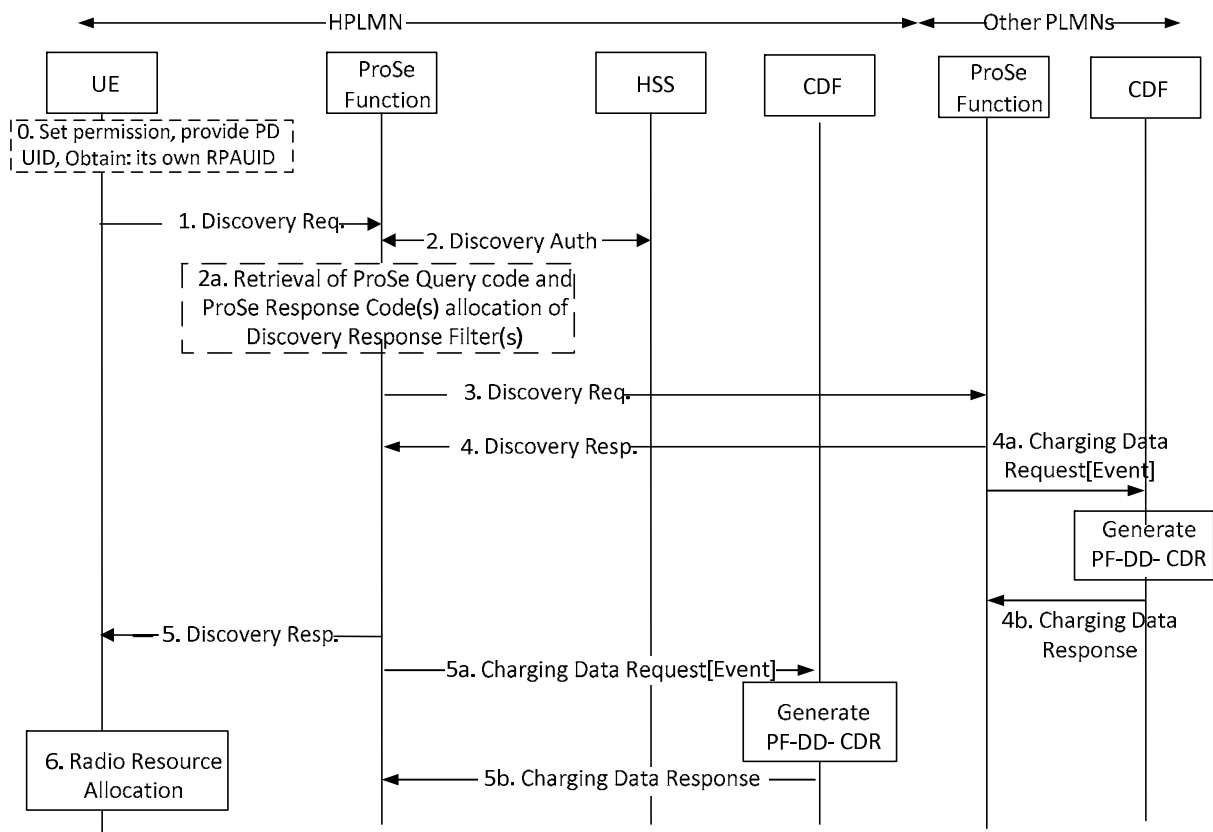 HPLMN
Other PLMNs
UE
ProSe
Function
HSS
CDF
ProSe
Function
CDF
0. Set permission, provide PD
UID, Obtain: its own RPAUID
1. Discovery Req.
2. Discovery Auth
2a. Retrieval of ProSe Query code and
ProSe Response Code(s) allocation of
Discovery Response Filter(s)
3. Discovery Req.
4. Discovery Resp.
4a. Charging Data
Request[Event]
Generate
PF-DD- CDR
4b. Charging Data
Response
5. Discovery Resp.
5a. Charging Data Request[Event]
Generate
PF-DD- CDR
5b. Charging Data Response
6. Radio Resource
Allocation